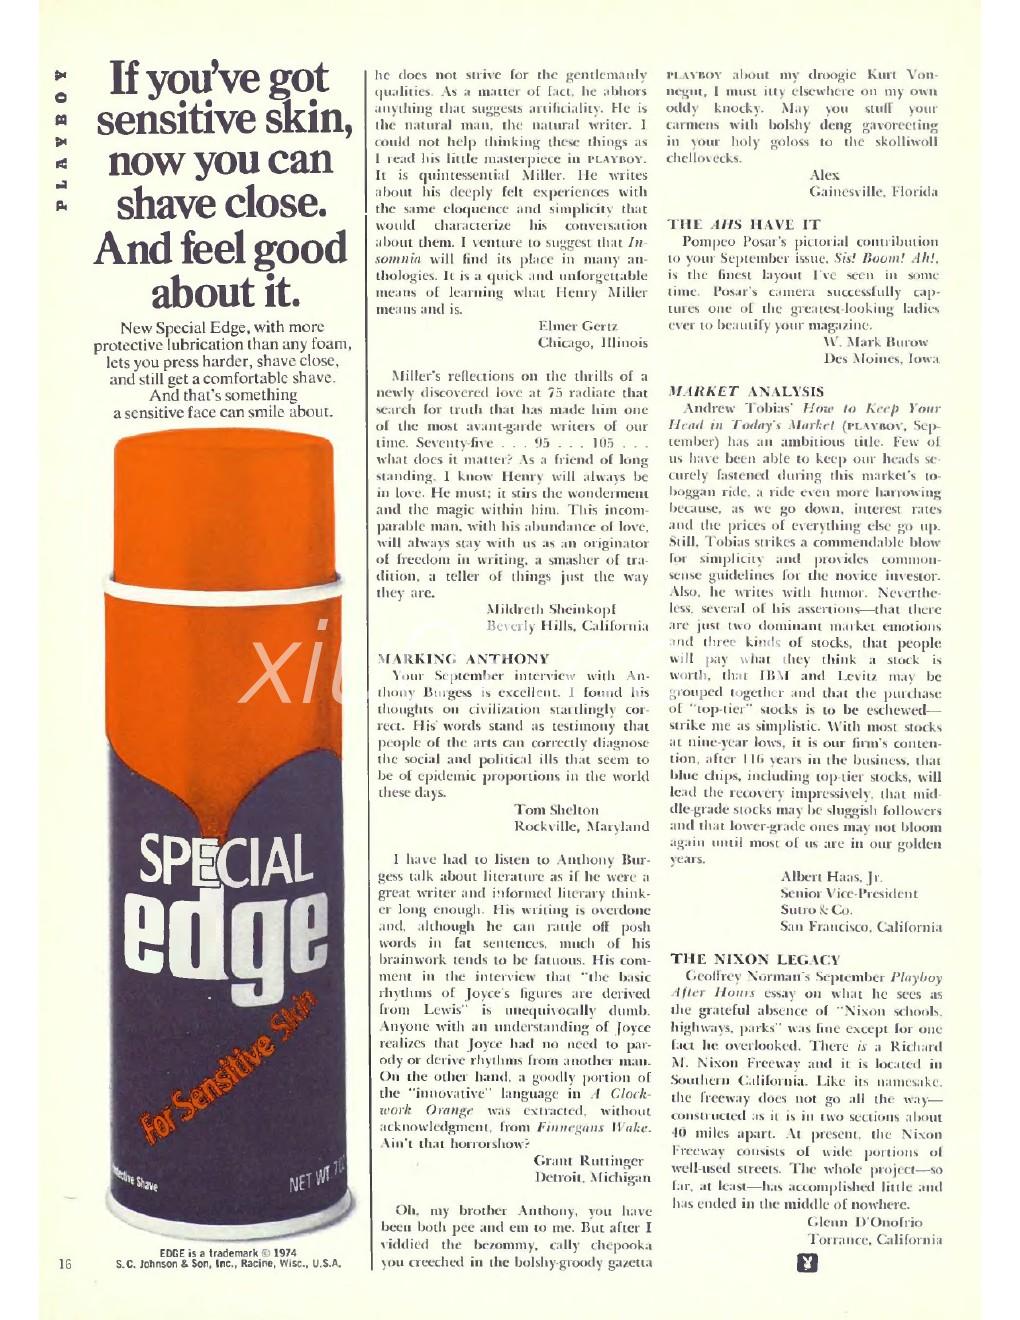 PLAYBOY
If you've got
sensitive skin,
now you can
shave close.
And feel good
about it.
New Special Edge, with more
protective lubrication than any foam,
lets you press harder, shave close,
and still get a comfortable shave.
And that's something
a sensitive face can smile about.
SPECIAL
edge
For Sensitive Skin
Protective Shave
NET WT. 7 OZ
EDGE is a trademark © 1974
S.C. Johnson & Son, Inc., Racine, Wisc., U.S.A.
16
he does not strive for the gentlemanly
qualities. As a matter of fact, he abhors
anything that suggests artificiality. He is
the natural man, the natural writer. I
could not help thinking these things as
I read his little masterpiece in PLAYBOY.
It is quintessential Miller. He writes
about his deeply felt experiences with
the same eloquence and simplicity that
would characterize his conversation
about them. I venture to suggest that In-
somnia will find its place in many an-
thologies. It is a quick and unforgettable
means of learning what Henry Miller
means and is.
Elmer Gertz
Chicago, Illinois
Miller's reflections on the thrills of a
newly discovered love at 75 radiate that
search for truth that has made him one
of the most avant-garde writers of our
time. Seventy-five . . . 95 . . . 105 . . .
what does it matter? As a friend of long
standing, I know Henry will always be
in love. He must; it stirs the wonderment
and the magic within him. This incom-
parable man, with his abundance of love,
will always stay with us as an originator
of freedom in writing, a smasher of tra-
dition, a teller of things just the way
they are.
Mildreth Sheinkopf
Beverly Hills, California
MARKING ANTHONY
Your September interview with An-
thony Burgess is excellent. I found his
thoughts on civilization startlingly cor-
rect. His words stand as testimony that
people of the arts can correctly diagnose
the social and political ills that seem to
be of epidemic proportions in the world
these days.
Tom Shelton
Rockville, Maryland
I have had to listen to Anthony Bur-
gess talk about literature as if he were a
great writer and informed literary think-
er long enough. His writing is overdone
and, although he can rattle off posh
words in fat sentences, much of his
brainwork tends to be fatuous. His com-
ment in the interview that "the basic
rhythms of Joyce's figures are derived
from Lewis" is unequivocally dumb.
Anyone with an understanding of Joyce
realizes that Joyce had no need to par-
ody or derive rhythms from another man.
On the other hand, a goodly portion of
the "innovative" language in A Clock-
work Orange was extracted, without
acknowledgment, from Finnegans Wake.
Ain't that horrorshow?
Grant Ruttinger
Detroit, Michigan
Oh, my brother Anthony, you have
been both pee and em to me. But after I
viddied the bezommy, cally chepooka
you creeched in the bolshy-groody gazetta
PLAYBOY about my droogie Kurt Von-
negut, I must itty elsewhere on my own
oddy knocky. May you stuff your
carmens with bolshy deng gavoreeting
in your holy goloss to the skolliwoll
chellovecks.
Alex
Gainesville, Florida
THE AHS HAVE IT
Pompeo Posar's pictorial contribution
to your September issue, Sis! Boom! Ah!,
is the finest layout I've seen in some
time. Posar's camera successfully cap-
tures one of the greatest-looking ladies
ever to beautify your magazine.
W. Mark Burow
Des Moines, Iowa
MARKET ANALYSIS
Andrew Tobias' How to Keep Your
Head in Today's Market (PLAYBOY, Sep-
tember) has an ambitious title. Few of
us have been able to keep our heads se-
curely fastened during this market's to-
boggan ride, a ride even more harrowing
because, as we go down, interest rates
and the prices of everything else go up.
Still, Tobias strikes a commendable blow
for simplicity and provides common-
sense guidelines for the novice investor.
Also, he writes with humor. Neverthe-
less, several of his assertions—that there
are just two dominant market emotions
and three kinds of stocks, that people
will pay what they think a stock is
worth, that IBM and Levitz may be
grouped together and that the purchase
of "top-tier" stocks is to be eschewed—
strike me as simplistic. With most stocks
at nine-year lows, it is our firm's conten-
tion, after 116 years in the business, that
blue chips, including top-tier stocks, will
lead the recovery impressively, that mid-
dle-grade stocks may be sluggish followers
and that lower-grade ones may not bloom
again until most of us are in our golden
years.
Albert Haas, Jr.
Senior Vice-President
Sutro & Co.
San Francisco, California
THE NIXON LEGACY
Geoffrey Norman's September Playboy
After Hours essay on what he sees as
the grateful absence of "Nixon schools,
highways, parks" was fine except for one
fact he overlooked. There is a Richard
M. Nixon Freeway and it is located in
Southern California. Like its namesake,
the freeway does not go all the way—
constructed as it is in two sections about
40 miles apart. At present, the Nixon
Freeway consists of wide portions of
well-used streets. The whole project—so
far, at least—has accomplished little and
has ended in the middle of nowhere.
Glenn D'Onofrio
Torrance, California